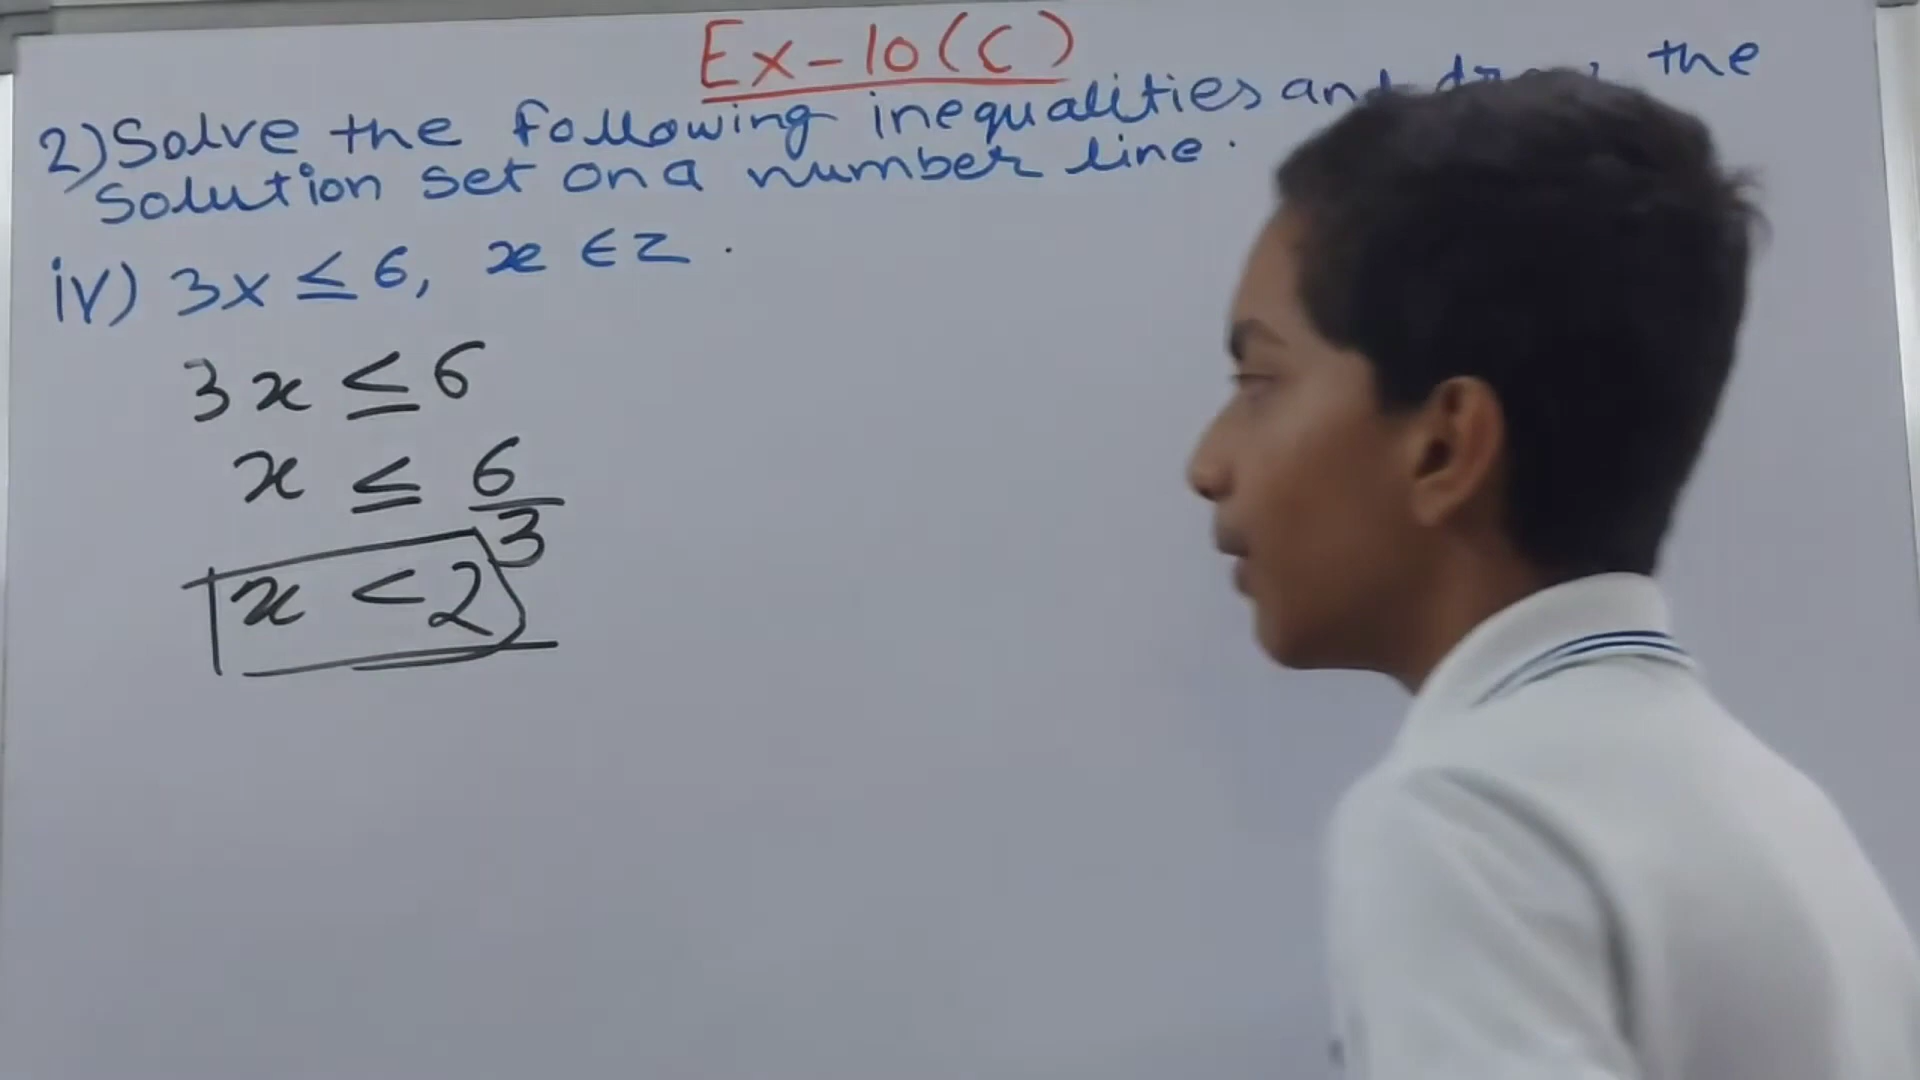 Ex-10(C)
2) Solve the following inequalities and the
Solution set on a number line.
iv) 3x ≤ 6, x ∈ Z.
3x ≤ 6
x ≤ 6/3
x < 2